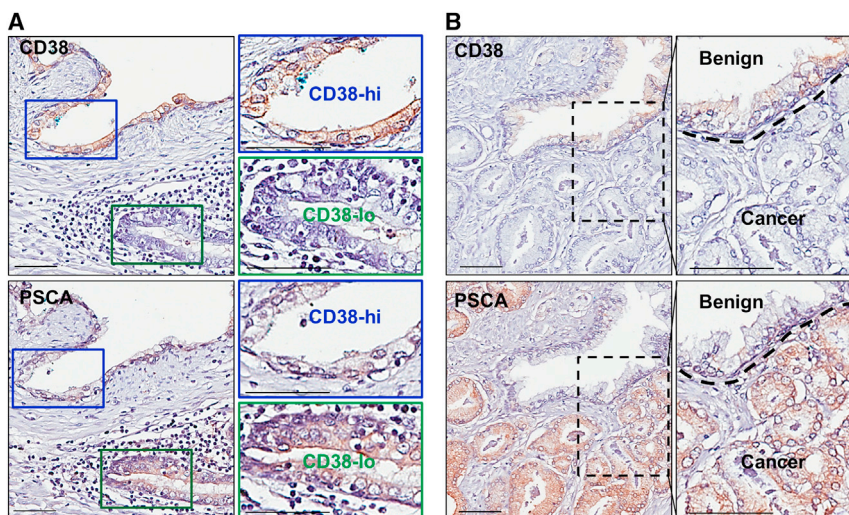 A
CD38
CD38-hi
CD38-lo
PSCA
CD38-hi
CD38-lo
B
CD38
Benign
Cancer
PSCA
Benign
Cancer